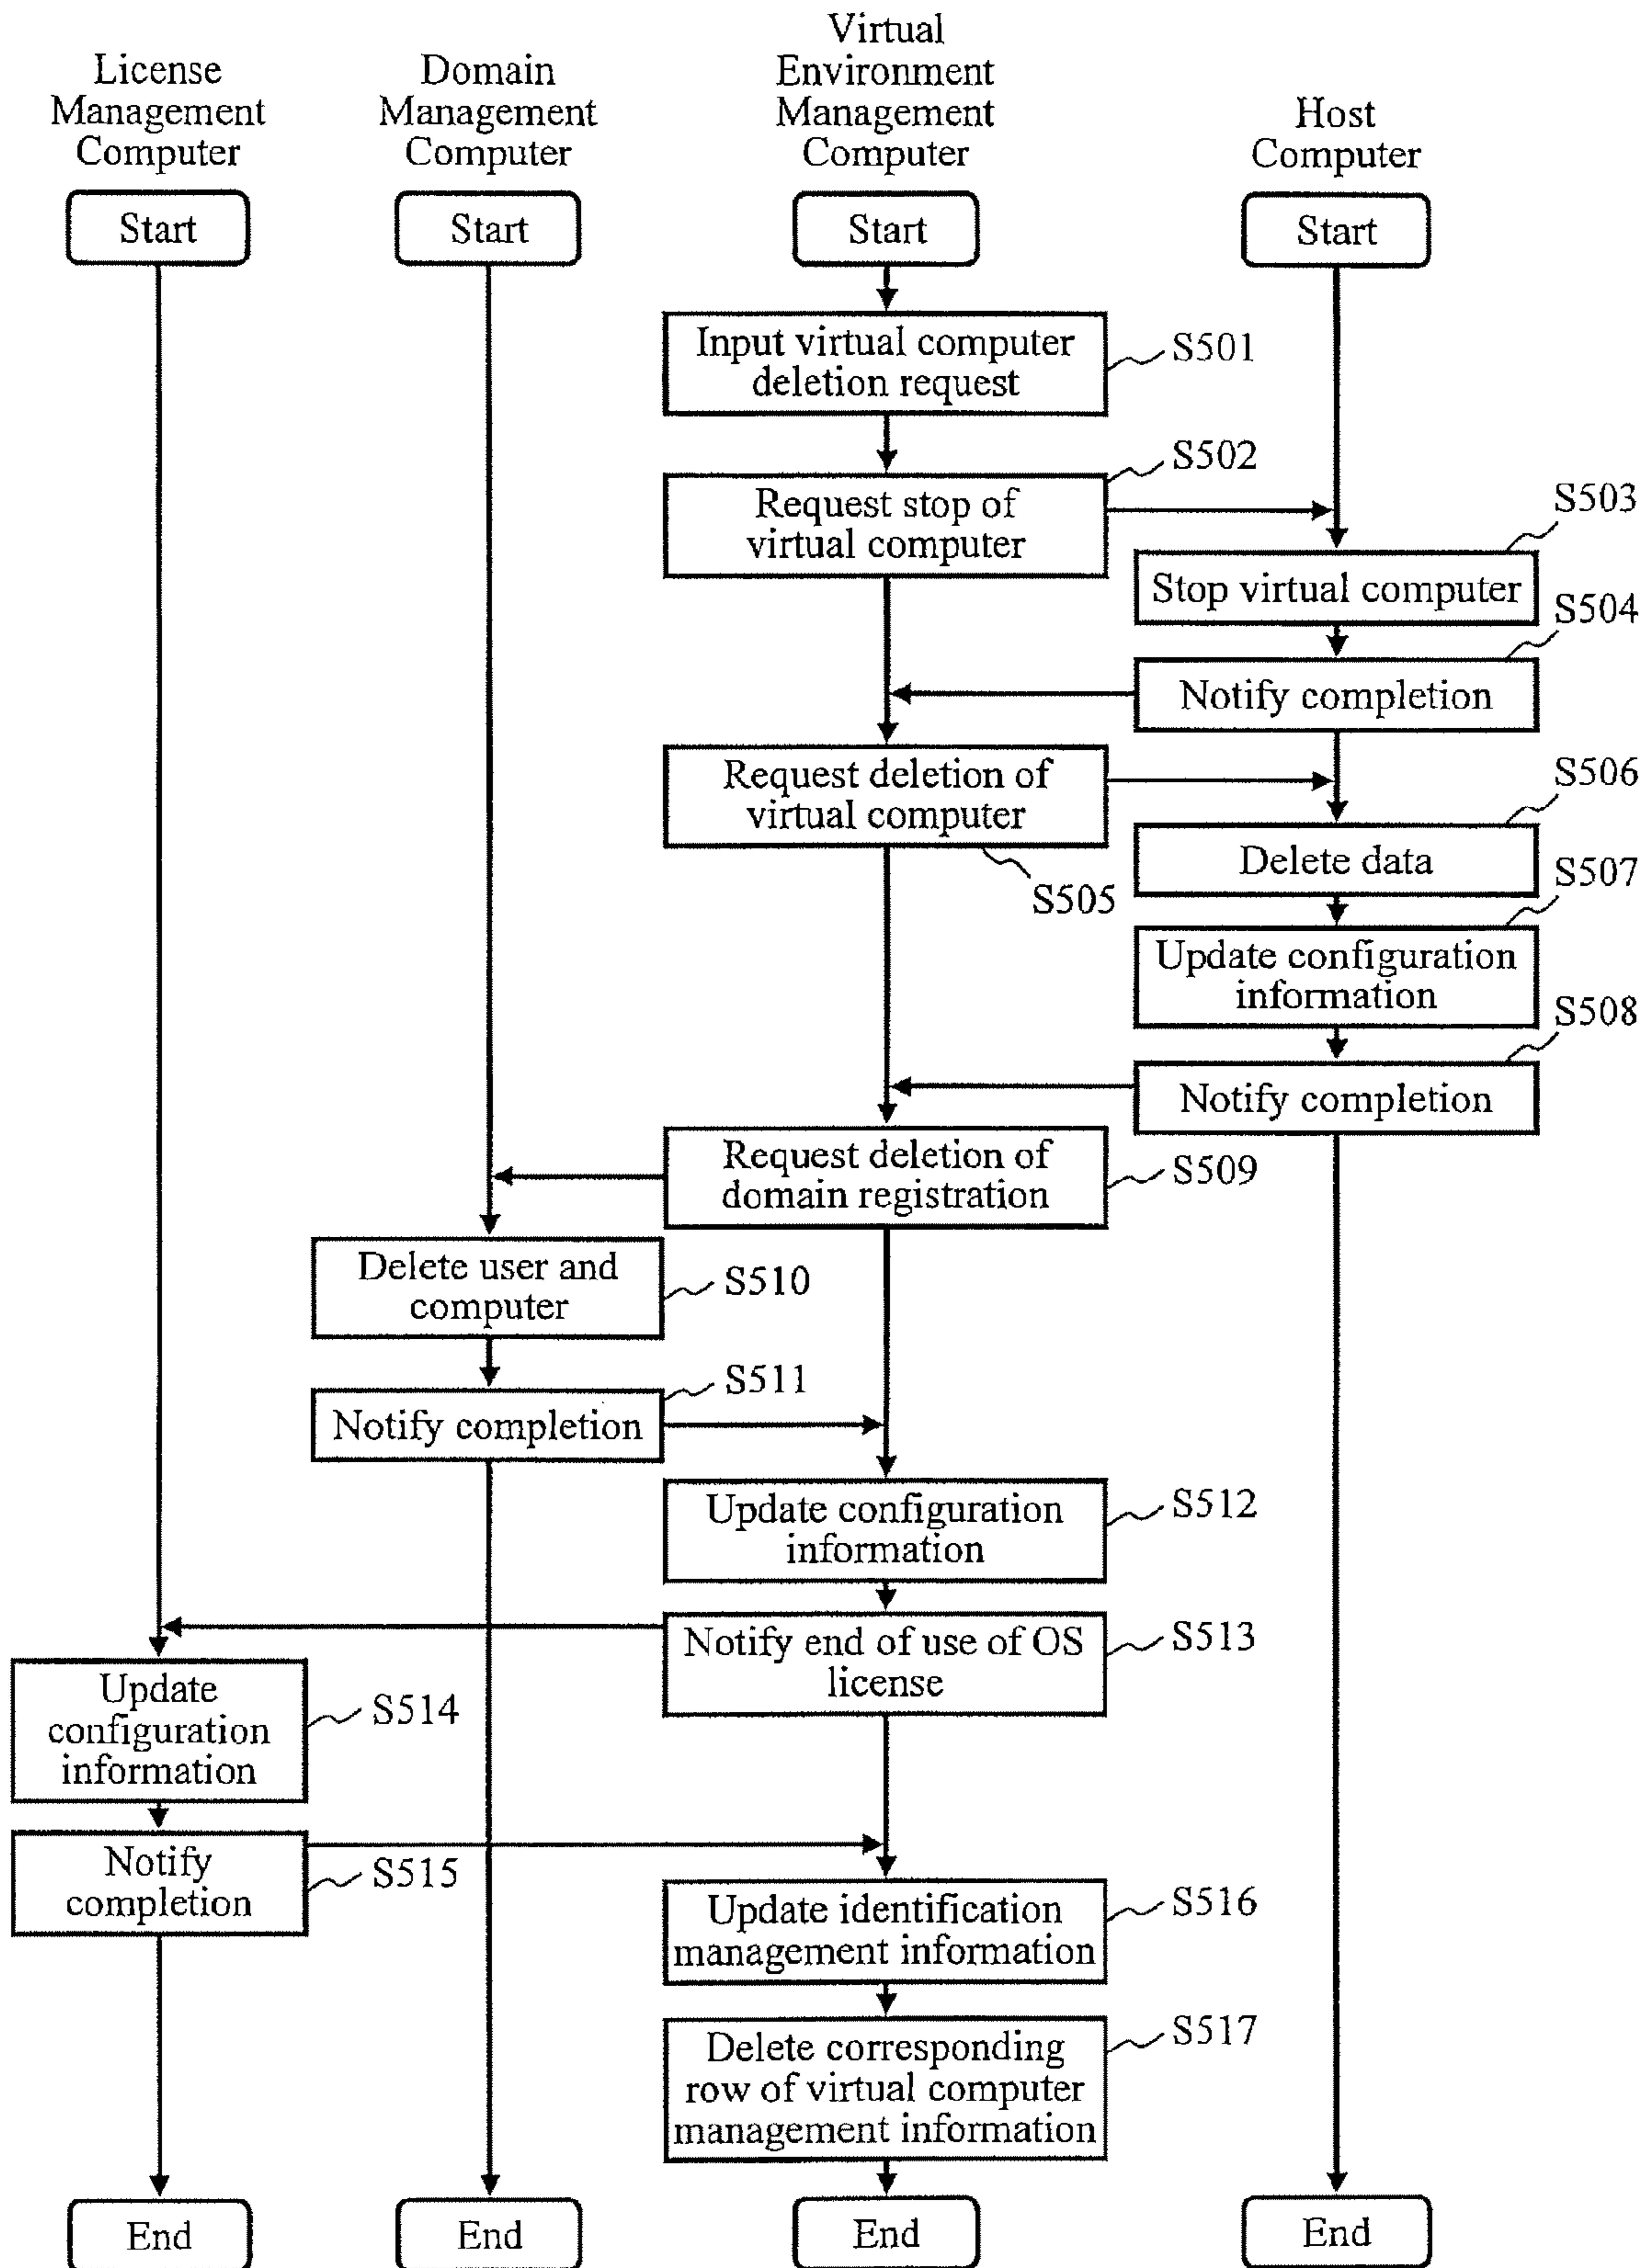 License
Management
Computer
Domain
Management
Computer
Virtual
Environment
Management
Computer
Host
Computer
Start
Start
Start
Start
Input virtual computer
deletion request
S501
Request stop of
virtual computer
S502
S503
Stop virtual computer
S504
Notify completion
Request deletion of
virtual computer
S505
S506
Delete data
S507
Update configuration
information
S508
Notify completion
Request deletion of
domain registration
S509
Delete user and
computer
S510
Notify completion
S511
Update configuration
information
S512
Notify end of use of OS
license
S513
Update
configuration
information
S514
Notify
completion
S515
Update identification
management information
S516
Delete corresponding
row of virtual computer
management information
S517
End
End
End
End